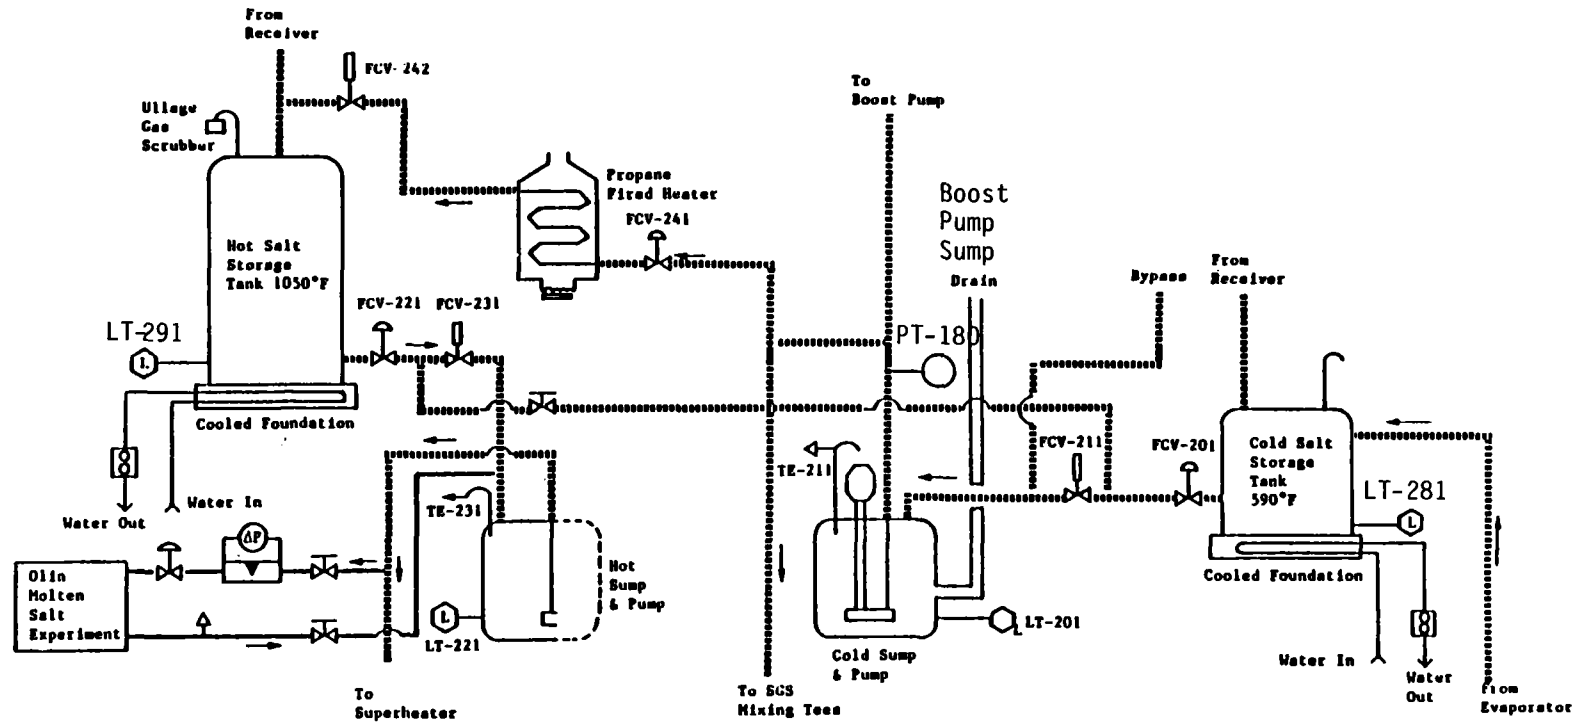 From
Receiver
FCV-242
To
Boost Pump
Ullage
Gas
Scrubber
Propane
Fired Heater
FCV-241
Boost
Pump
Sump
Drain
Bypass
From
Receiver
Hot Salt
Storage
Tank 1050°F
FCV-221
FCV-231
LT-291
L
PT-180
Cooled Foundation
FCV-211
FCV-201
Cold Salt
Storage
Tank
590°F
LT-281
L
TE-211
Water In
Water Out
TE-231
ΔP
Hot
Sump
& Pump
Cooled Foundation
Olin
Molten
Salt
Experiment
L
LT-221
L
LT-201
Cold Sump
& Pump
Water In
Water
Out
From
Evaporator
To
Superheater
To SGS
Mixing Tees